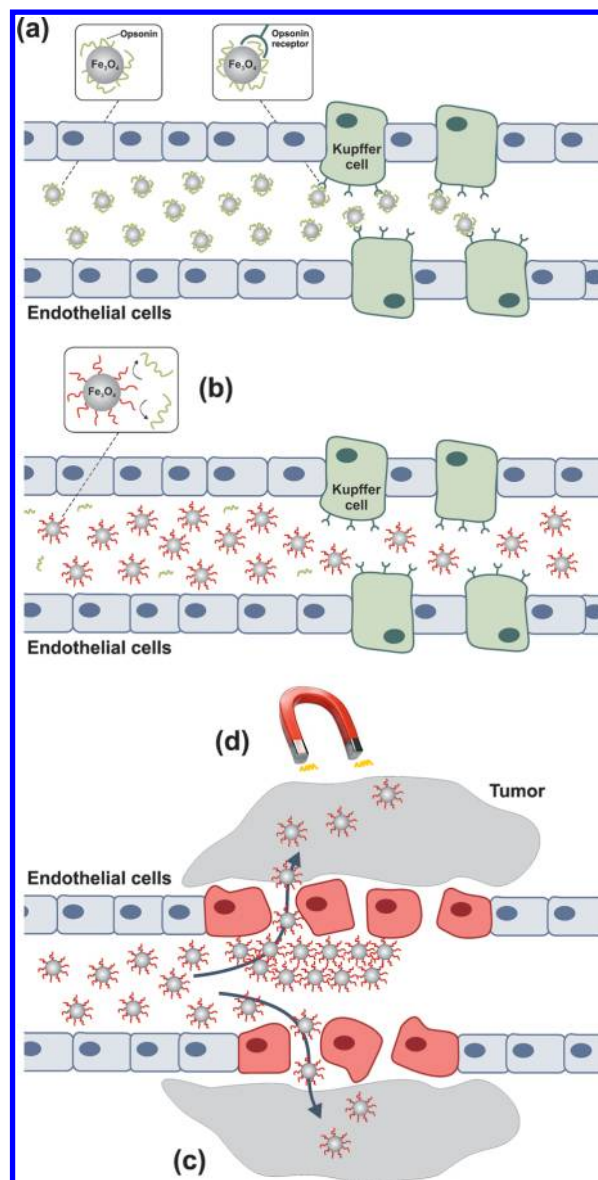 (a)
Opsonin
Fe₃O₄
Opsonin
receptor
Fe₃O₄
Kupffer
cell
Endothelial cells
(b)
Fe₃O₄
Kupffer
cell
Endothelial cells
(d)
Tumor
Endothelial cells
(c)